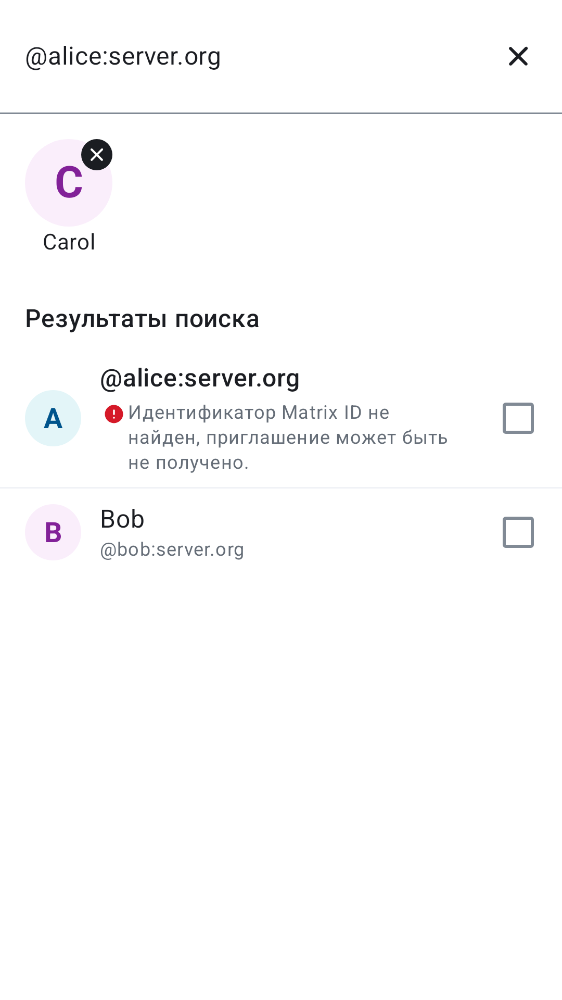 @alice:server.org
C
Carol
Результаты поиска
@alice:server.org
A
Идентификатор Matrix ID не
найден, приглашение может быть
не получено.
B
Bob
@bob:server.org